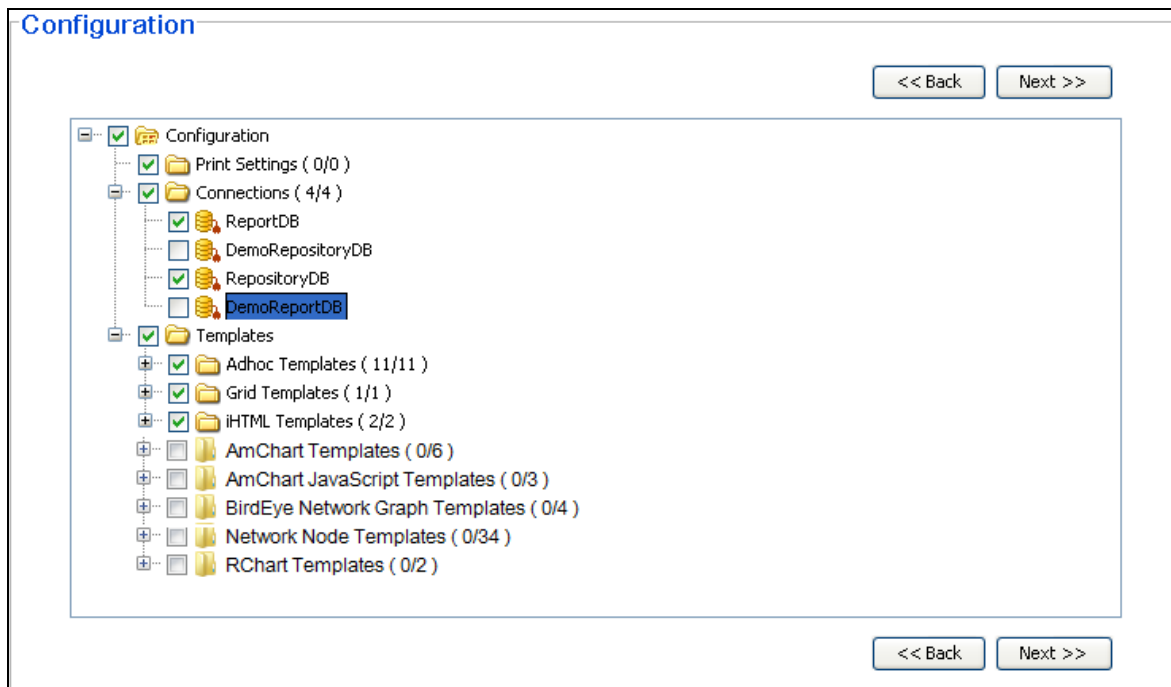 Configuration
<< Back Next >>
Configuration
Print Settings ( 0/0 )
Connections ( 4/4 )
ReportDB
DemoRepositoryDB
RepositoryDB
DemoReportDB
Templates
Adhoc Templates ( 11/11 )
Grid Templates ( 1/1 )
iHTML Templates ( 2/2 )
AmChart Templates ( 0/6 )
AmChart JavaScript Templates ( 0/3 )
BirdEye Network Graph Templates ( 0/4 )
Network Node Templates ( 0/34 )
RChart Templates ( 0/2 )
<< Back Next >>